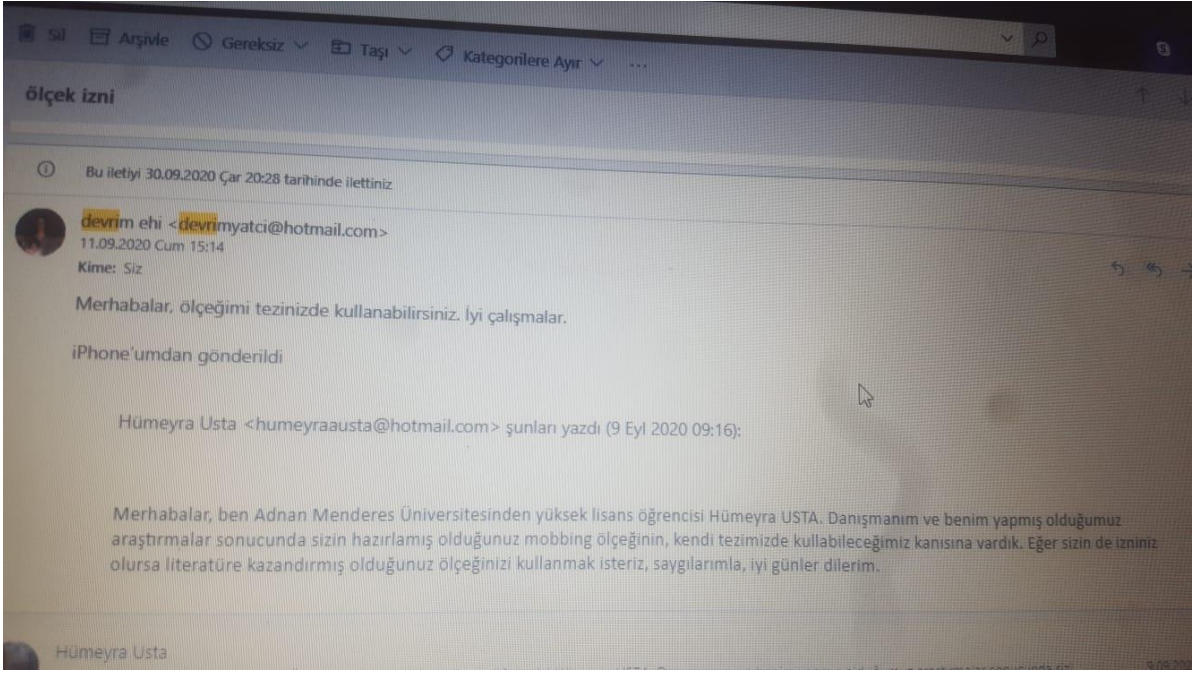 Sil Arşivle Gereksiz Taşı Kategorilere Ayır ...
ölçek izni
Bu iletiyi 30.09.2020 Çar 20:28 tarihinde ilettiniz
devrim ehi <devrimyatci@hotmail.com>
11.09.2020 Cum 15:14
Kime: Siz
Merhabalar, ölçeğimi tezinizde kullanabilirsiniz. İyi çalışmalar.
iPhone'umdan gönderildi
Hümeyra Usta <humeyraausta@hotmail.com> şunları yazdı (9 Eyl 2020 09:16):
Merhabalar, ben Adnan Menderes Üniversitesinden yüksek lisans öğrencisi Hümeyra USTA. Danışmanım ve benim yapmış olduğumuz
araştırmalar sonucunda sizin hazırlamış olduğunuz mobbing ölçeğinin, kendi tezimizde kullabileceğimiz kanısına vardık. Eğer sizin de izniniz
olursa literatüre kazandırmış olduğunuz ölçeğinizi kullanmak isteriz, saygılarımla, iyi günler dilerim.
Hümeyra Usta